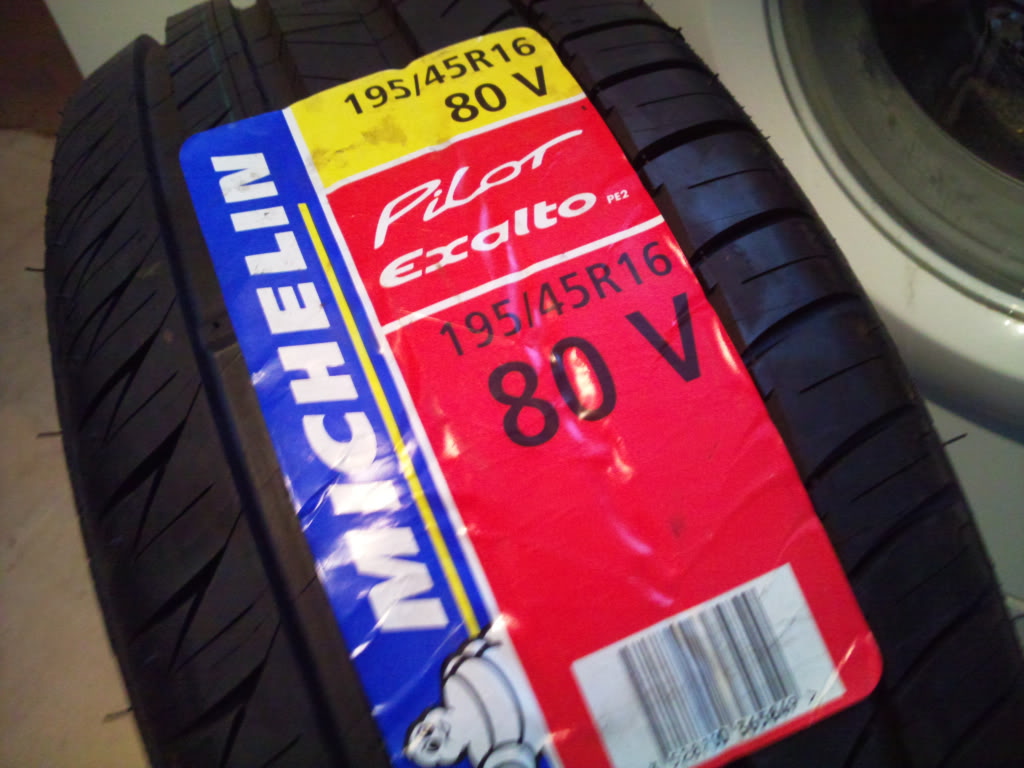 195/45R16
80 V
MICHELIN
Pilot
Exalto PE2
195/45R16
80 V